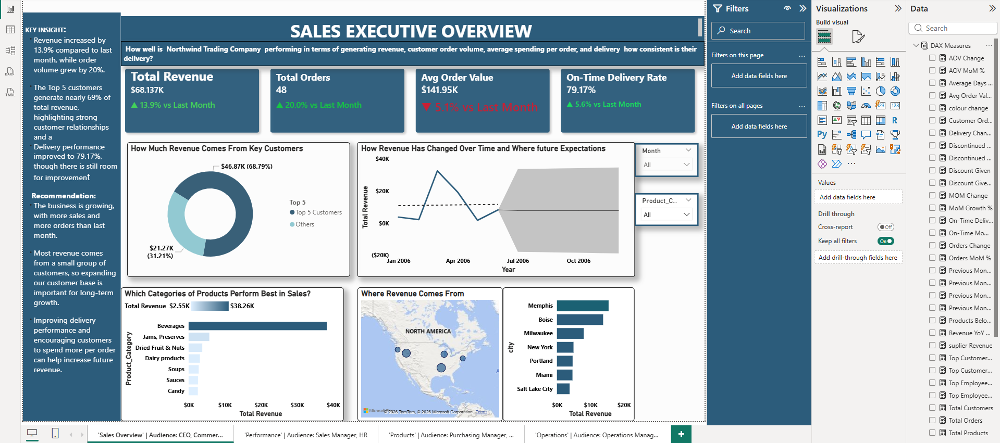 KEY INSIGHT:
Revenue increased by
13.9% compared to last
month, while order
volume grew by 20%.
The Top 5 customers
generate nearly 69% of
total revenue,
highlighting strong
customer relationships
and a
Delivery performance
improved to 79.17%,
though there is still room
for improvement
Recommendation:
The business is growing,
with more sales and
more orders than last
month.
Most revenue comes
from a small group of
customers, so expanding
our customer base is
important for long-term
growth.
Improving delivery
performance and
encouraging customers
to spend more per order
can help increase future
revenue.
SALES EXECUTIVE OVERVIEW
How well is Northwind Trading Company performing in terms of generating revenue, customer order volume, average spending per order, and delivery how consistent is their
delivery?
Total Revenue
$68.137K
▲ 13.9% vs Last Month
Total Orders
48
▲ 20.0% vs Last Month
Avg Order Value
$141.95K
▼ 5.1% vs Last Month
On-Time Delivery Rate
79.17%
▲ 5.6% vs Last Month
How Much Revenue Comes From Key Customers
$46.87K (68.79%)
$21.27K
(31.21%)
Top 5
Top 5 Customers
Others
How Revenue Has Changed Over Time and Where future Expectations
Total Revenue
$40K
$20K
$0K
($20K)
Jan 2006
Apr 2006
Jul 2006
Oct 2006
Year
Month
All
Product_C...
All
Which Categories of Products Perform Best in Sales?
Total Revenue $2.55K $38.26K
Product_Category
Beverages
Jams, Preserves
Dried Fruit & Nuts
Dairy products
Soups
Sauces
Candy
$0K
$10K
$20K
$30K
$40K
Total Revenue
Where Revenue Comes From
NORTH AMERICA
© 2026 TomTom, © 2026 Microsoft Corporation Terms
city
Memphis
Boise
Milwaukee
New York
Portland
Miami
Salt Lake City
$0K
$10K
$20K
Total Revenue
Filters
Search
Filters on this page
Add data fields here
Filters on all pages
Add data fields here
Visualizations
Build visual
Values
Add data fields here
Drill through
Cross-report
Off
Keep all filters
On
Add drill-through fields here
Data
Search
DAX Measures
AOV Change
AOV MoM %
Average Days ...
Avg Order Val...
colour change
Customer Ord...
Delivery Chan...
Discontinued ...
Discontinued ...
Discount Given
Discount Give...
MOM Change
MoM Growth %
On-Time Deliv...
On-Time Mo...
Orders Change
Orders MoM %
Previous Mon...
Previous Mon...
Previous Mon...
Previous Mon...
Products Belo...
Revenue YoY ...
suplier Revenue
Top Customer...
Top Customer...
Top Employee...
Top Employee...
Total Customers
Total Orders
Total Products
'Sales Overview' | Audience: CEO, Commer...
'Performance' | Audience: Sales Manager, HR
'Products' | Audience: Purchasing Manager, ...
'Operations' | Audience: Operations Manag...